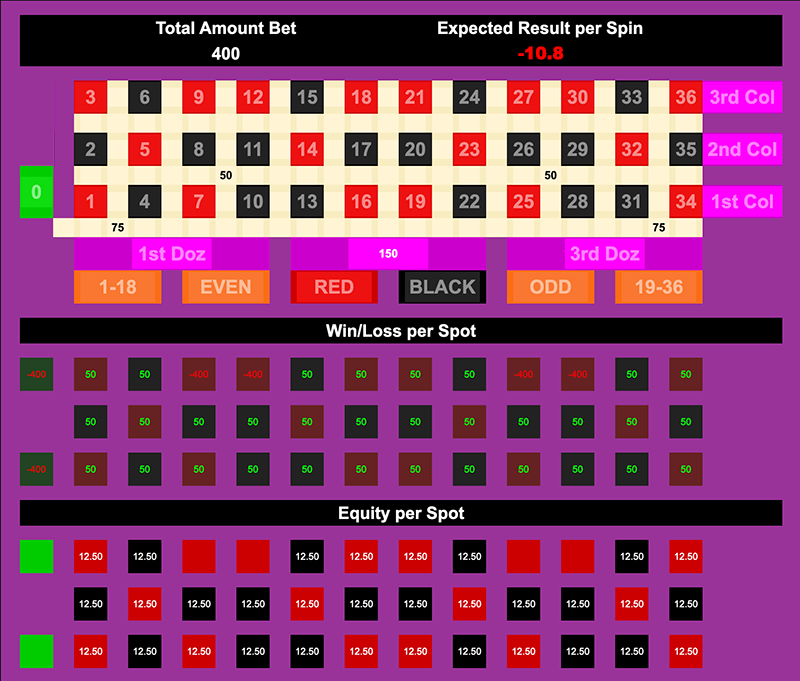 Total Amount Bet Expected Result per Spin
400 -10.8
3 6 9 12 15 18 21 24 27 30 33 36 3rd Col
2 5 8 11 14 17 20 23 26 29 32 35 2nd Col
50 50
0
1 4 7 10 13 16 19 22 25 28 31 34 1st Col
75 75
1st Doz 150 3rd Doz
1-18 EVEN RED BLACK ODD 19-36
Win/Loss per Spot
-400 50 50 -400 -400 50 50 50 50 -400 -400 50 50
50 50 50 50 50 50 50 50 50 50 50 50
-400 50 50 50 50 50 50 50 50 50 50 50 50
Equity per Spot
12.50 12.50 12.50 12.50 12.50 12.50 12.50 12.50
12.50 12.50 12.50 12.50 12.50 12.50 12.50 12.50 12.50 12.50 12.50 12.50
12.50 12.50 12.50 12.50 12.50 12.50 12.50 12.50 12.50 12.50 12.50 12.50